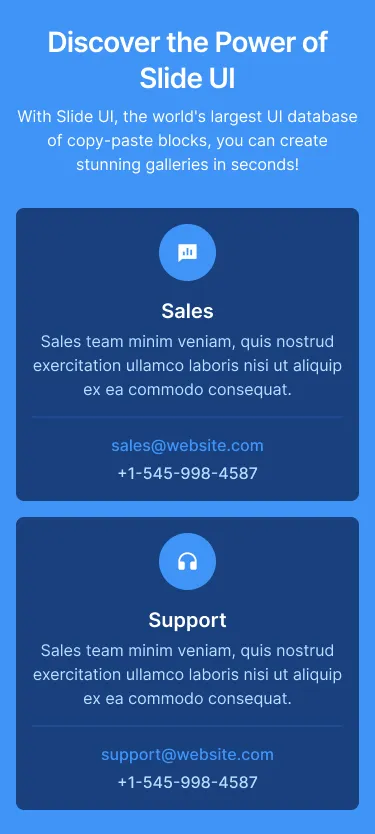 Discover the Power of
Slide UI
With Slide UI, the world's largest UI database
of copy-paste blocks, you can create
stunning galleries in seconds!
Sales
Sales team minim veniam, quis nostrud
exercitation ullamco laboris nisi ut aliquip
ex ea commodo consequat.
sales@website.com
+1-545-998-4587
Support
Sales team minim veniam, quis nostrud
exercitation ullamco laboris nisi ut aliquip
ex ea commodo consequat.
support@website.com
+1-545-998-4587